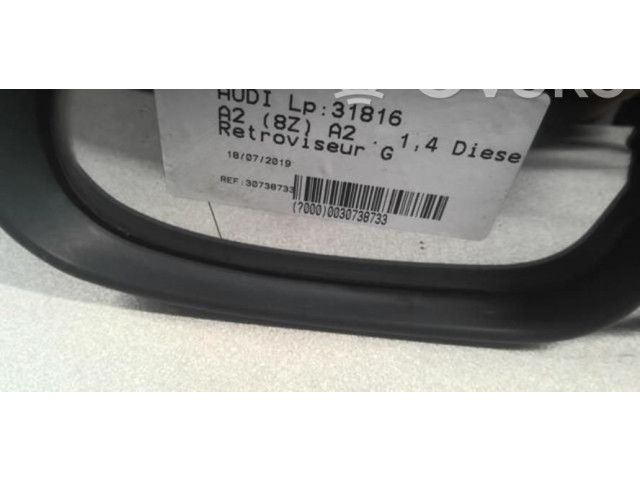 AUDI Lp:31816
A2 (8Z) A2 . 1,4 Diese
Retroviseur G
18/07/2019
REF:30738733
(7000)0030738733